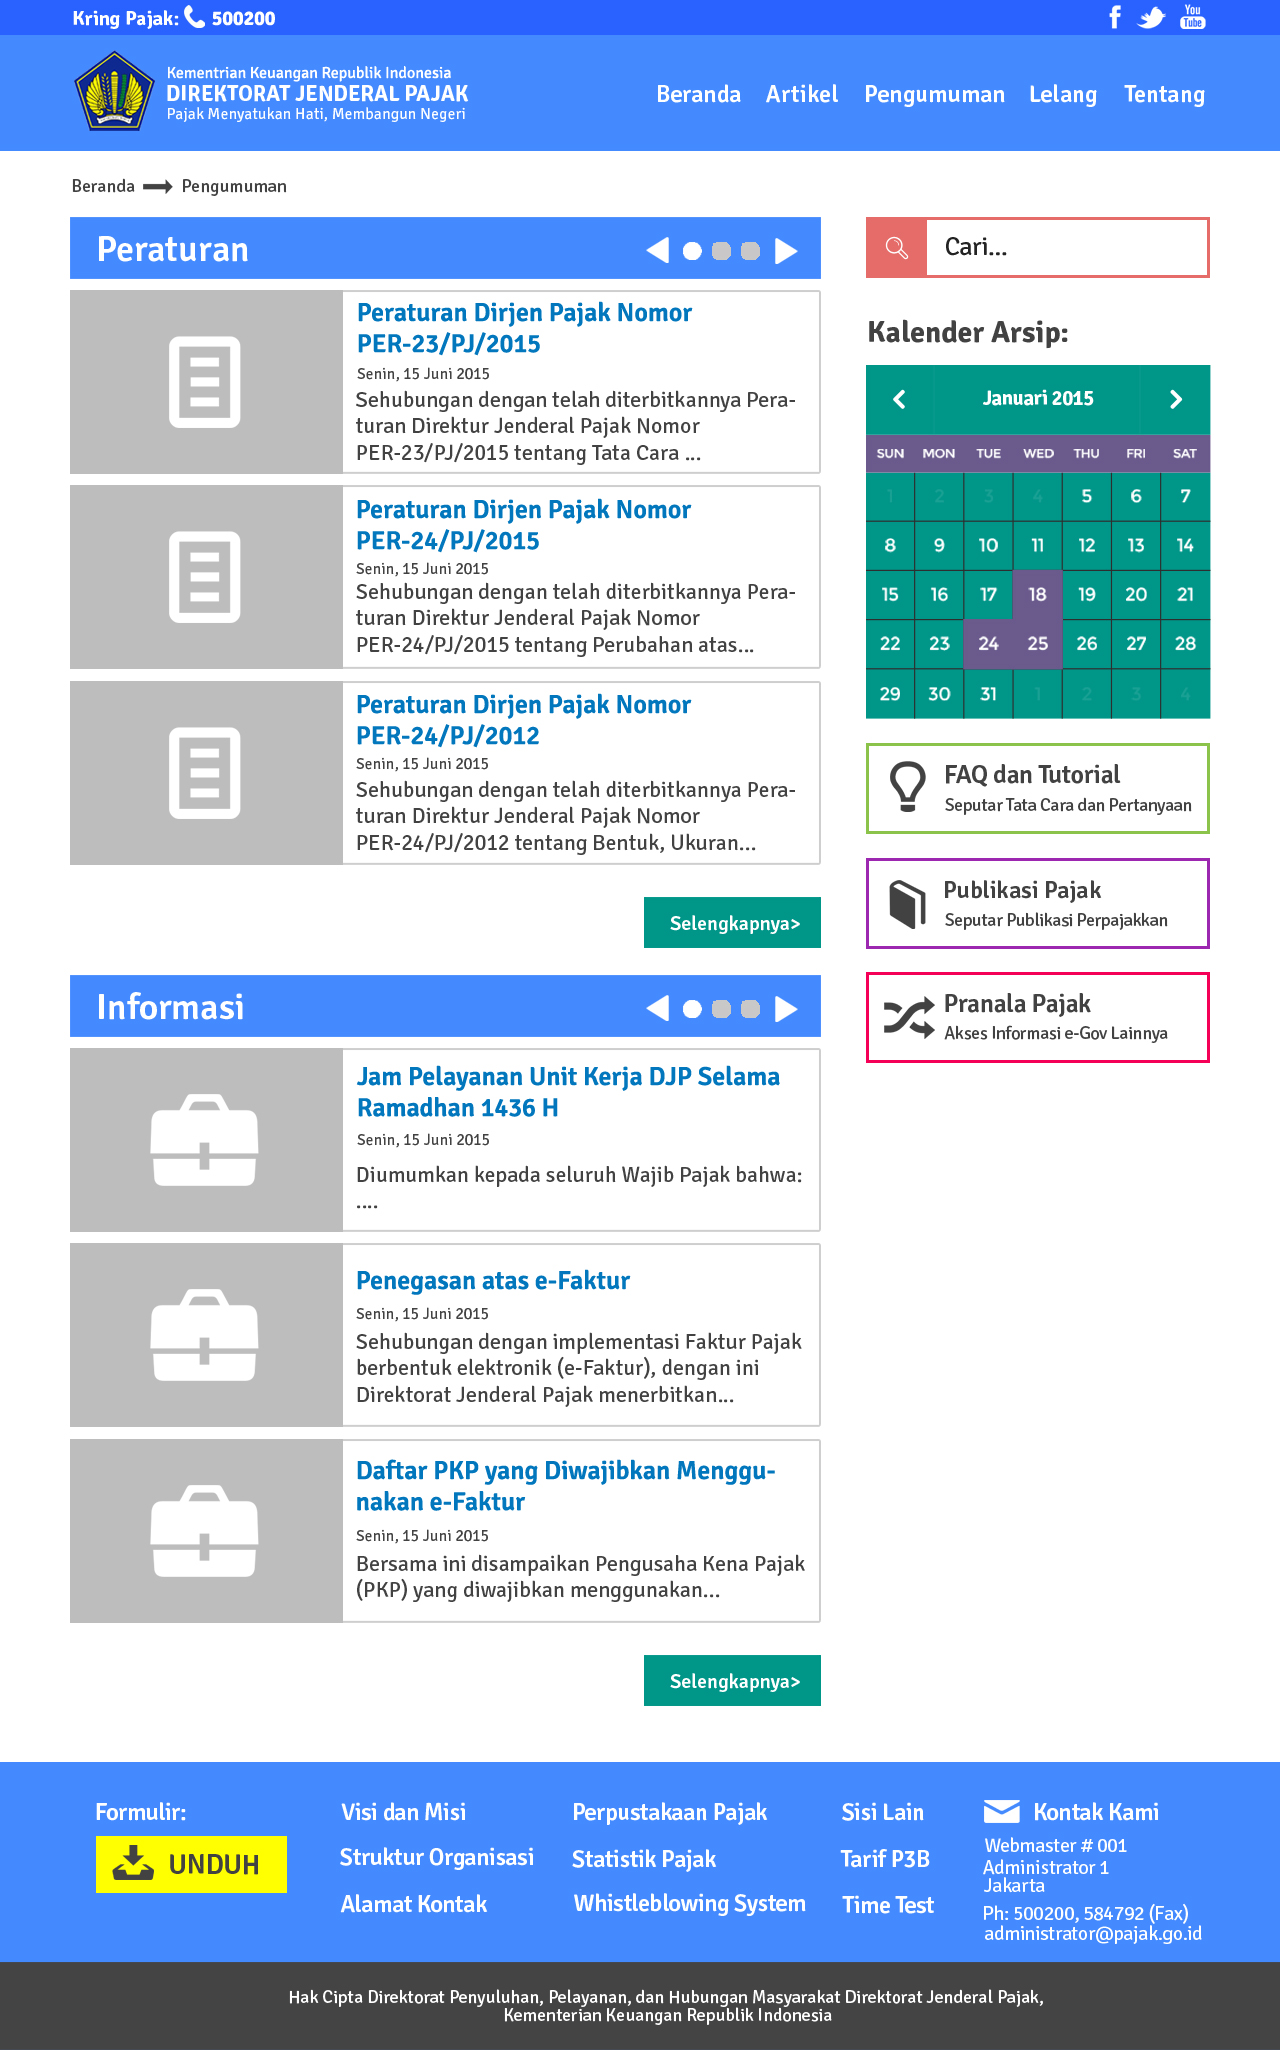 Kring Pajak: 500200
You
Tube
Kementrian Keuangan Republik Indonesia
DIREKTORAT JENDERAL PAJAK
Pajak Menyatukan Hati, Membangun Negeri
Beranda Artikel Pengumuman Lelang Tentang
Beranda Pengumuman
Peraturan
Peraturan Dirjen Pajak Nomor
PER-23/PJ/2015
Senin, 15 Juni 2015
Sehubungan dengan telah diterbitkannya Pera-
turan Direktur Jenderal Pajak Nomor
PER-23/PJ/2015 tentang Tata Cara ...
Peraturan Dirjen Pajak Nomor
PER-24/PJ/2015
Senin, 15 Juni 2015
Sehubungan dengan telah diterbitkannya Pera-
turan Direktur Jenderal Pajak Nomor
PER-24/PJ/2015 tentang Perubahan atas...
Peraturan Dirjen Pajak Nomor
PER-24/PJ/2012
Senin, 15 Juni 2015
Sehubungan dengan telah diterbitkannya Pera-
turan Direktur Jenderal Pajak Nomor
PER-24/PJ/2012 tentang Bentuk, Ukuran...
Selengkapnya>
Informasi
Jam Pelayanan Unit Kerja DJP Selama
Ramadhan 1436 H
Senin, 15 Juni 2015
Diumumkan kepada seluruh Wajib Pajak bahwa:
....
Penegasan atas e-Faktur
Senin, 15 Juni 2015
Sehubungan dengan implementasi Faktur Pajak
berbentuk elektronik (e-Faktur), dengan ini
Direktorat Jenderal Pajak menerbitkan...
Daftar PKP yang Diwajibkan Menggu-
nakan e-Faktur
Senin, 15 Juni 2015
Bersama ini disampaikan Pengusaha Kena Pajak
(PKP) yang diwajibkan menggunakan...
Selengkapnya>
Cari...
Kalender Arsip:
Januari 2015
SUN MON TUE WED THU FRI SAT
1 2 3 4 5 6 7
8 9 10 11 12 13 14
15 16 17 18 19 20 21
22 23 24 25 26 27 28
29 30 31 1 2 3 4
FAQ dan Tutorial
Seputar Tata Cara dan Pertanyaan
Publikasi Pajak
Seputar Publikasi Perpajakkan
Pranala Pajak
Akses Informasi e-Gov Lainnya
Formulir:
UNDUH
Visi dan Misi
Struktur Organisasi
Alamat Kontak
Perpustakaan Pajak
Statistik Pajak
Whistleblowing System
Sisi Lain
Tarif P3B
Time Test
Kontak Kami
Webmaster # 001
Administrator 1
Jakarta
Ph: 500200, 584792 (Fax)
administrator@pajak.go.id
Hak Cipta Direktorat Penyuluhan, Pelayanan, dan Hubungan Masyarakat Direktorat Jenderal Pajak,
Kementerian Keuangan Republik Indonesia